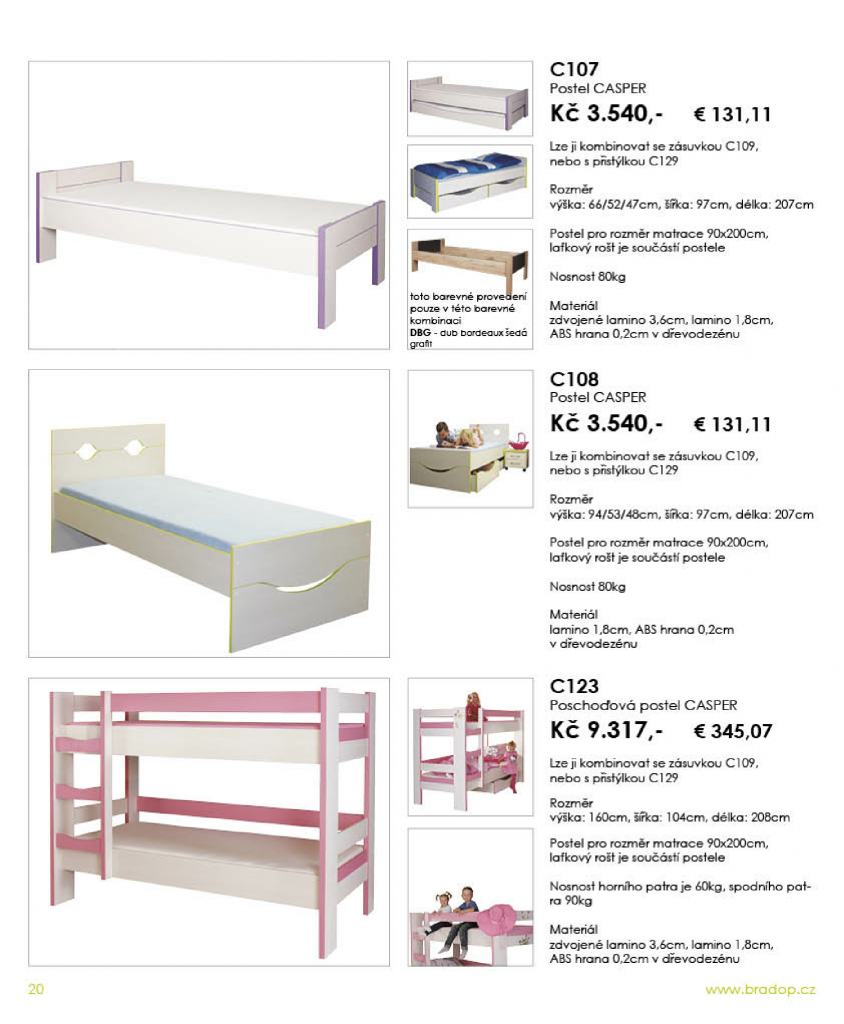 C107
Postel CASPER
Kč 3.540,- € 131,11
Lze ji kombinovat se zásuvkou C109,
nebo s přistýlkou C129
Rozměr
výška: 66/52/47cm, šířka: 97cm, délka: 207cm
Postel pro rozměr matrace 90x200cm,
laťkový rošt je součástí postele
Nosnost 80kg
Materiál
zdvojené lamino 3,6cm, lamino 1,8cm,
ABS hrana 0,2cm v dřevodezénu
toto barevné provedení
pouze v této barevné
kombinaci
DBG - dub bordeaux šedá
grafit
C108
Postel CASPER
Kč 3.540,- € 131,11
Lze ji kombinovat se zásuvkou C109,
nebo s přistýlkou C129
Rozměr
výška: 94/53/48cm, šířka: 97cm, délka: 207cm
Postel pro rozměr matrace 90x200cm,
laťkový rošt je součástí postele
Nosnost 80kg
Materiál
lamino 1,8cm, ABS hrana 0,2cm
v dřevodezénu
C123
Poschoďová postel CASPER
Kč 9.317,- € 345,07
Lze ji kombinovat se zásuvkou C109,
nebo s přistýlkou C129
Rozměr
výška: 160cm, šířka: 104cm, délka: 208cm
Postel pro rozměr matrace 90x200cm,
laťkový rošt je součástí postele
Nosnost horního patra je 60kg, spodního pat-
ra 90kg
Materiál
zdvojené lamino 3,6cm, lamino 1,8cm,
ABS hrana 0,2cm v dřevodezénu
20
www.bradop.cz